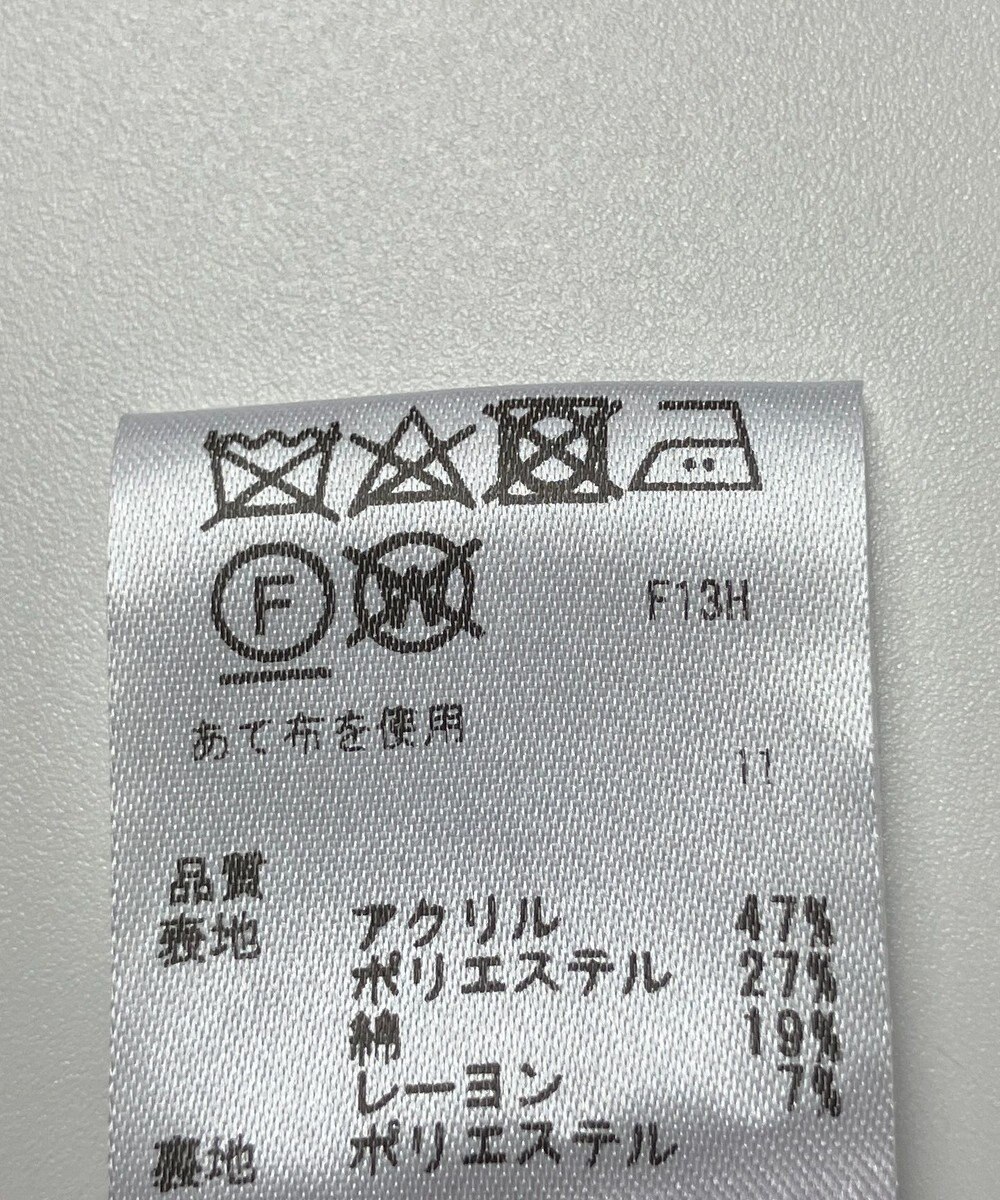 F
W
F13H
あて布を使用
11
品質
表地 アクリル 47%
ポリエステル 27%
綿 19%
レーヨン 7%
裏地 ポリエステル